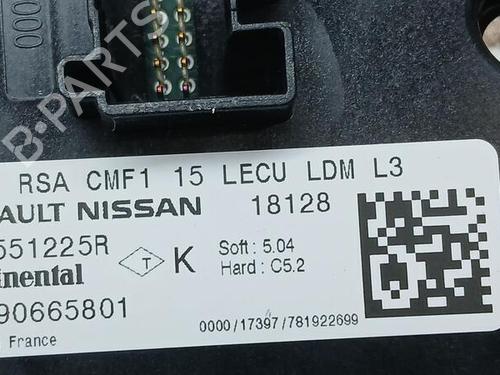 000
B-PARTS
RSA CMF1 15 LECU LDM L3
AULT NISSAN 18128
551225R
inental
T K
Soft : 5.04
Hard : C5.2
90665801
0000/17397/781922699
France